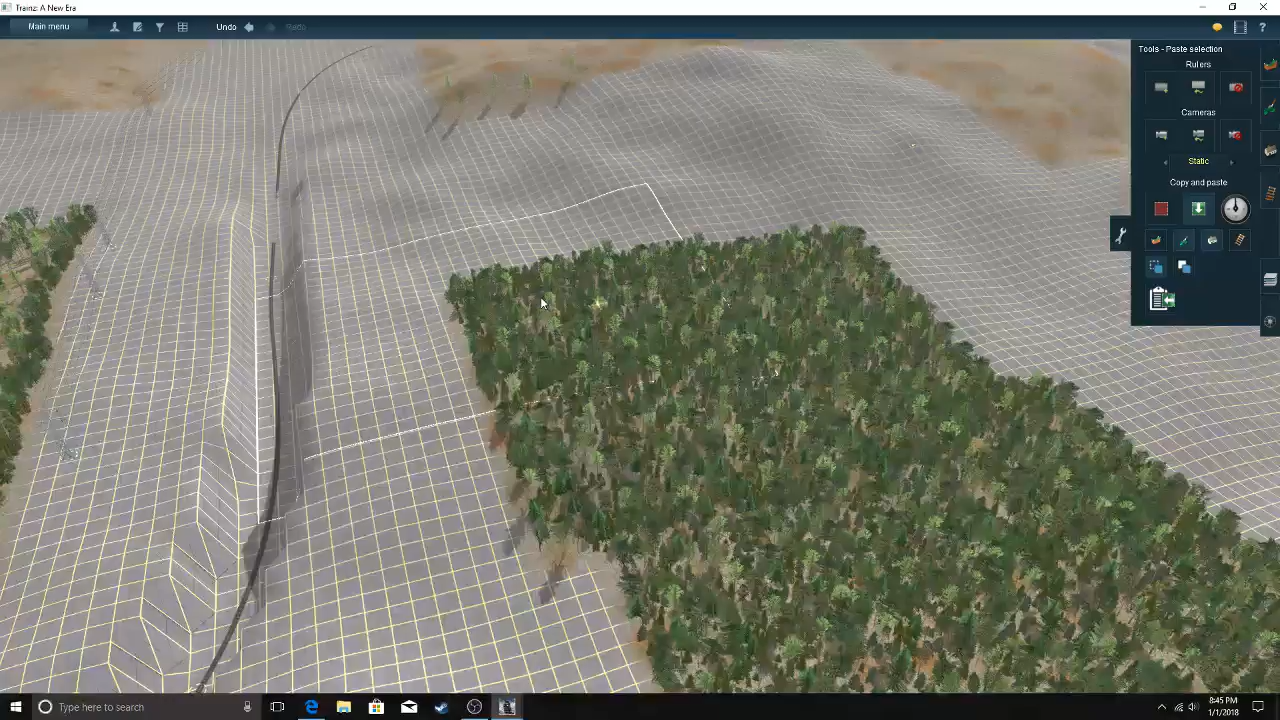 Trainz: A New Era
Main menu
Undo
Redo
Tools - Paste selection
Rulers
Cameras
Static
Copy and paste
Type here to search
8:45 PM
1/1/2018